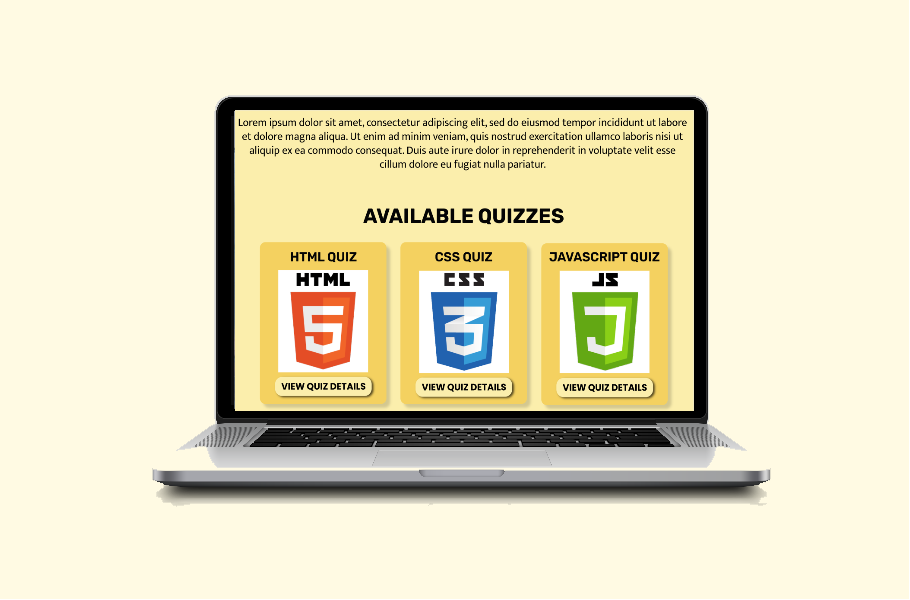 Lorem ipsum dolor sit amet, consectetur adipiscing elit, sed do eiusmod tempor incididunt ut labore
et dolore magna aliqua. Ut enim ad minim veniam, quis nostrud exercitation ullamco laboris nisi ut
aliquip ex ea commodo consequat. Duis aute irure dolor in reprehenderit in voluptate velit esse
cillum dolore eu fugiat nulla pariatur.
AVAILABLE QUIZZES
HTML QUIZ
HTML
5
VIEW QUIZ DETAILS
CSS QUIZ
CSS
3
VIEW QUIZ DETAILS
JAVASCRIPT QUIZ
JS
J
VIEW QUIZ DETAILS